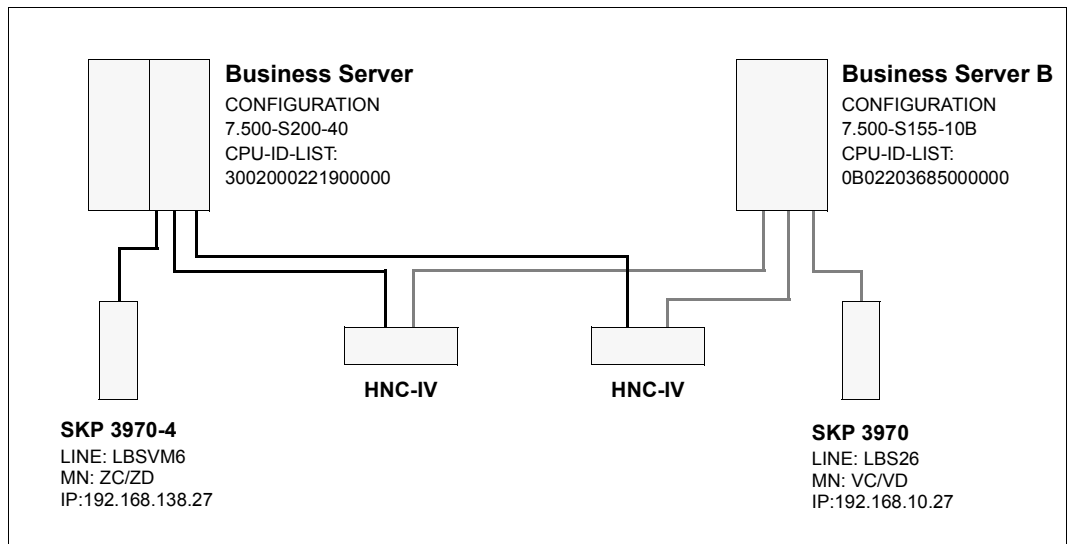 Business Server
CONFIGURATION
7.500-S200-40
CPU-ID-LIST:
3002000221900000
Business Server B
CONFIGURATION
7.500-S155-10B
CPU-ID-LIST:
0B02203685000000
HNC-IV
HNC-IV
SKP 3970-4
LINE: LBSVM6
MN: ZC/ZD
IP:192.168.138.27
SKP 3970
LINE: LBS26
MN: VC/VD
IP:192.168.10.27